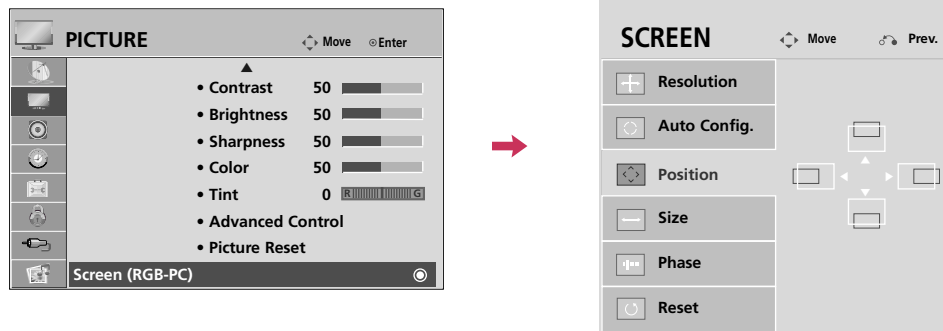 PICTURE
Move
Enter
• Contrast 50
• Brightness 50
• Sharpness 50
• Color 50
• Tint 0 R G
• Advanced Control
• Picture Reset
Screen (RGB-PC)
SCREEN
Move
Prev.
Resolution
Auto Config.
Position
Size
Phase
Reset